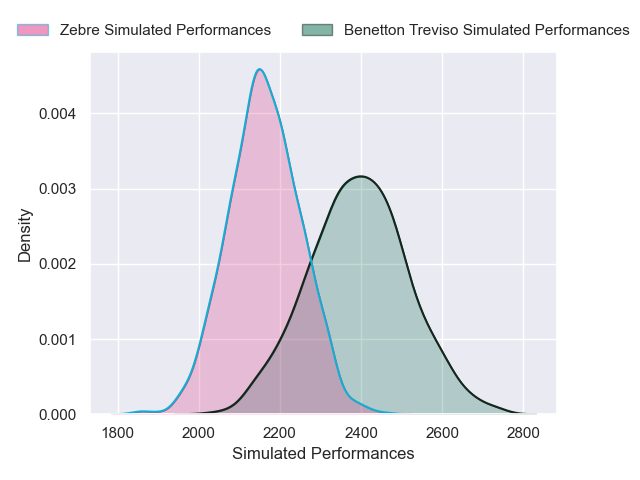 Zebre Simulated Performances
Benetton Treviso Simulated Performances
Density
0.004
0.003
0.002
0.001
0.000
1800 2000 2200 2400 2600 2800
Simulated Performances